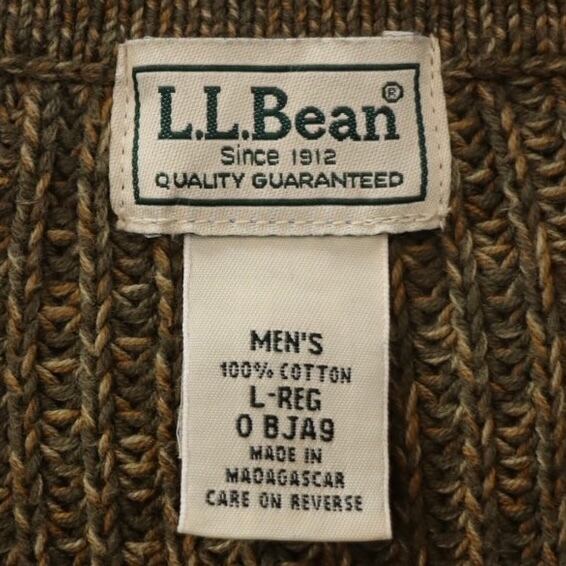 L.L.Bean®
Since 1912
QUALITY GUARANTEED
MEN'S
100% COTTON
L-REG
0 BJA9
MADE IN
MADAGASCAR
CARE ON REVERSE